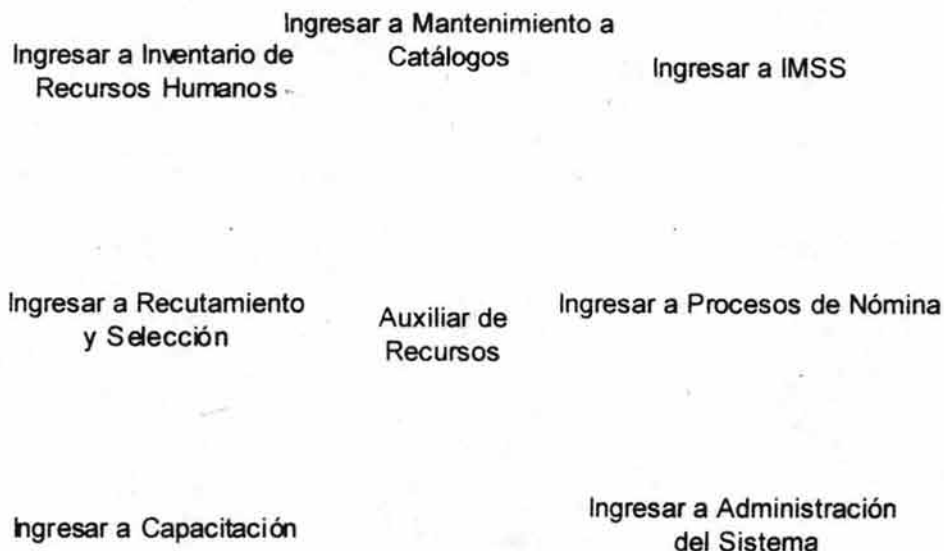 Ingresar a Mantenimiento a
Catálogos
Ingresar a Inventario de
Recursos Humanos
Ingresar a IMSS
Ingresar a Recutamiento
y Selección
Auxiliar de
Recursos
Ingresar a Procesos de Nómina
Ingresar a Capacitación
Ingresar a Administración
del Sistema